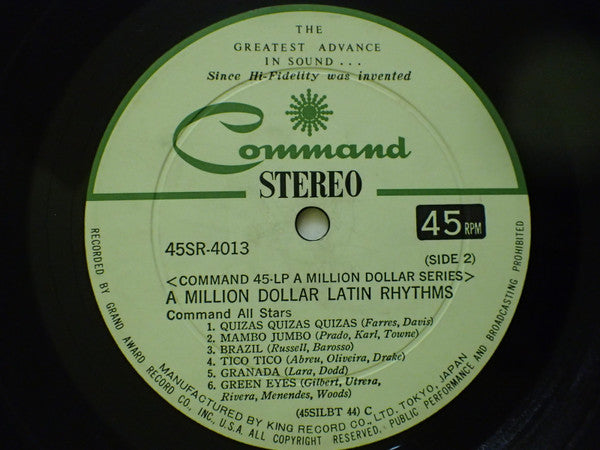 THE
GREATEST ADVANCE
IN SOUND...
Since Hi-Fidelity was invented
Command
STEREO
45 RPM
45SR-4013
(SIDE 2)
<COMMAND 45-LP A MILLION DOLLAR SERIES>
A MILLION DOLLAR LATIN RHYTHMS
Command All Stars
1. QUIZAS QUIZAS QUIZAS (Farres, Davis)
2. MAMBO JUMBO (Prado, Karl, Towne)
3. BRAZIL (Russell, Barosso)
4. TICO TICO (Abreu, Oliveira, Drake)
5. GRANADA (Lara, Dodd)
6. GREEN EYES (Gilbert, Utrera,
Rivera, Menendes, Woods)
(45SILBT 44) C
MANUFACTURED BY KING RECORD CO., LTD. TOKYO, JAPAN
RECORDED BY GRAND AWARD RECORD CO., INC., U.S.A. ALL COPYRIGHT RESERVED. PUBLIC PERFORMANCE AND BROADCASTING PROHIBITED